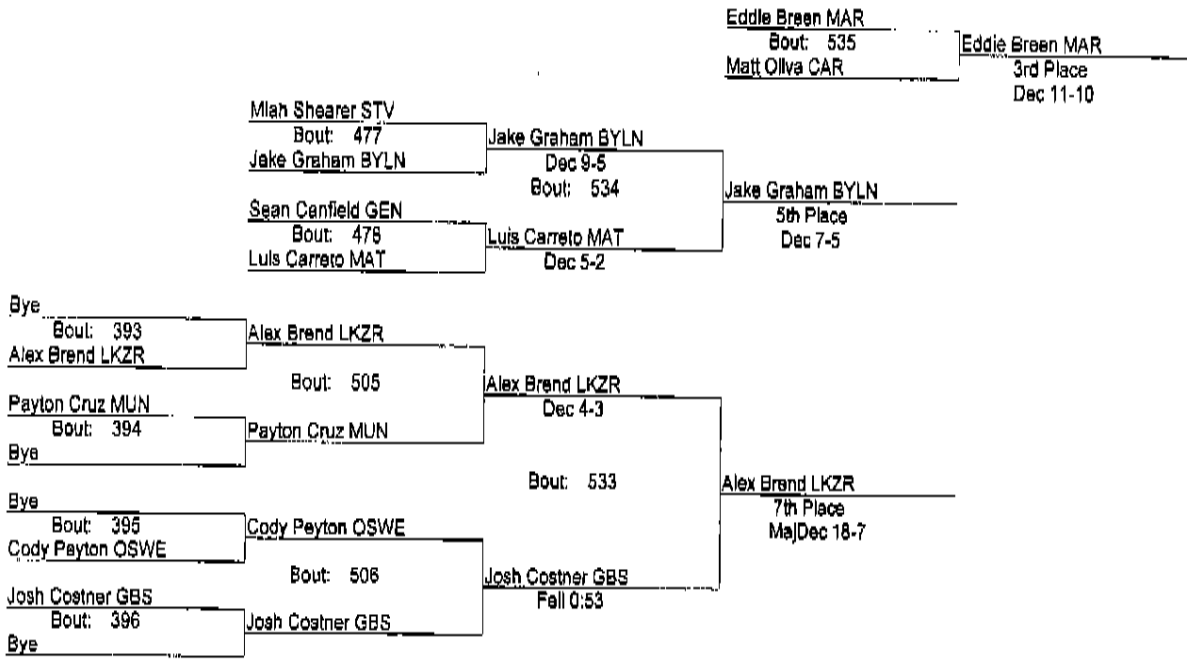 Eddie Breen MAR
Bout: 535
Matt Oliva CAR
Eddie Breen MAR
3rd Place
Dec 11-10
Miah Shearer STV
Bout: 477
Jake Graham BYLN
Jake Graham BYLN
Dec 9-5
Bout: 534
Sean Canfield GEN
Bout: 478
Luis Carreto MAT
Luis Carreto MAT
Dec 5-2
Jake Graham BYLN
5th Place
Dec 7-5
Bye
Bout: 393
Alex Brend LKZR
Alex Brend LKZR
Bout: 505
Payton Cruz MUN
Bout: 394
Bye
Payton Cruz MUN
Alex Brend LKZR
Dec 4-3
Bout: 533
Bye
Bout: 395
Cody Peyton OSWE
Cody Peyton OSWE
Bout: 506
Josh Costner GBS
Bout: 396
Bye
Josh Costner GBS
Josh Costner GBS
Fall 0:53
Alex Brend LKZR
7th Place
MajDec 18-7